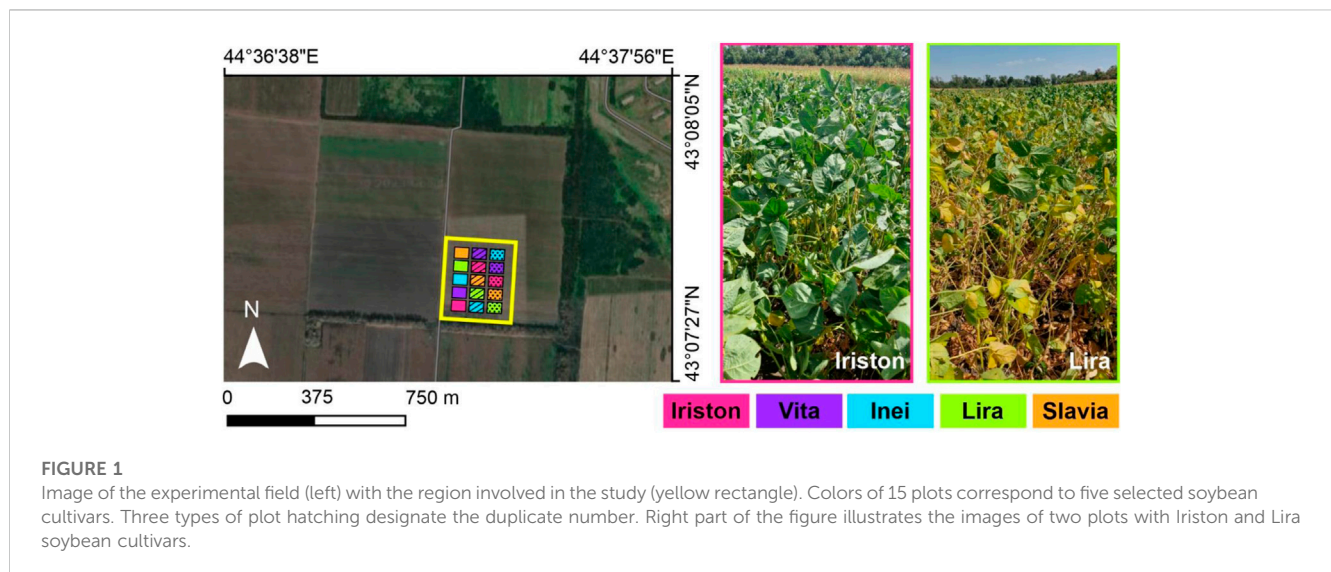 44°36'38"E 44°37'56"E
43°08'05"N
43°07'27"N
N
0 375 750 m
Iriston
Lira
Iriston Vita Inei Lira Slavia
FIGURE 1
Image of the experimental field (left) with the region involved in the study (yellow rectangle). Colors of 15 plots correspond to five selected soybean
cultivars. Three types of plot hatching designate the duplicate number. Right part of the figure illustrates the images of two plots with Iriston and Lira
soybean cultivars.